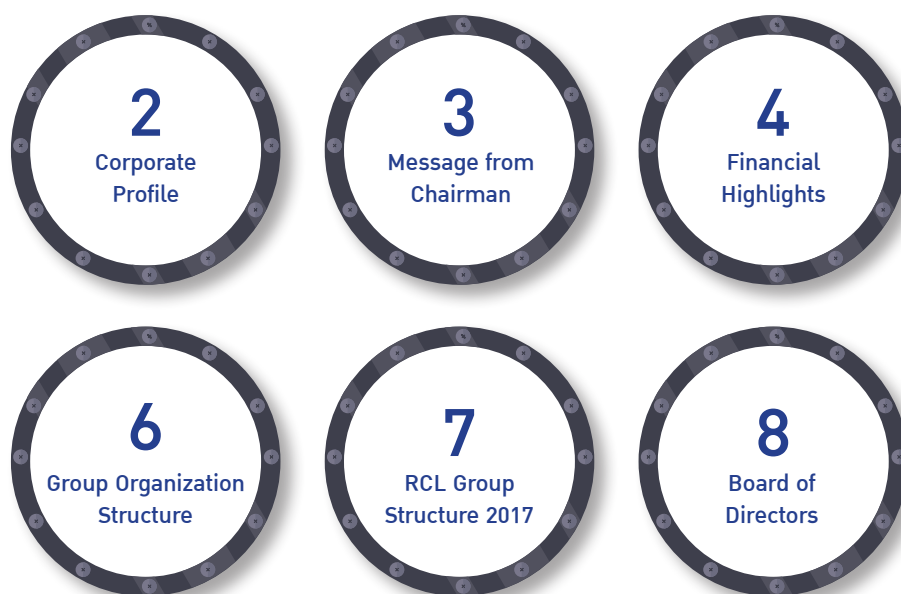 2
Corporate
Profile
3
Message from
Chairman
4
Financial
Highlights
6
Group Organization
Structure
7
RCL Group
Structure 2017
8
Board of
Directors